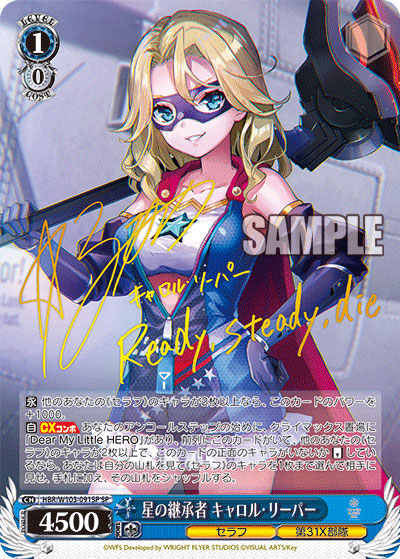 LEVEL
1
0
COST
SAMPLE
キャロル・リーパー
Ready, steady, die
永 他のあなたの《セラフ》のキャラが2枚以上なら、このカードのパワーを
+1000。
自 CXコンボ あなたのアンコールステップの始めに、クライマックス置場に
「Dear My Little HERO」があり、前列にこのカードがいて、他のあなたの《セラフ》
のキャラが2枚以上で、このカードの正面のキャラがいないか
しているなら、あなたは自分の山札を見て《セラフ》のキャラを1枚まで選んで相手に見
せ、手札に加え、その山札をシャッフルする。
CH HBR/W103-091SP SP
POWER
4500
星の継承者 キャロル・リーパー
セラフ
第31X部隊
©WFS Developed by WRIGHT FLYER STUDIOS ©VISUAL ARTS/Key